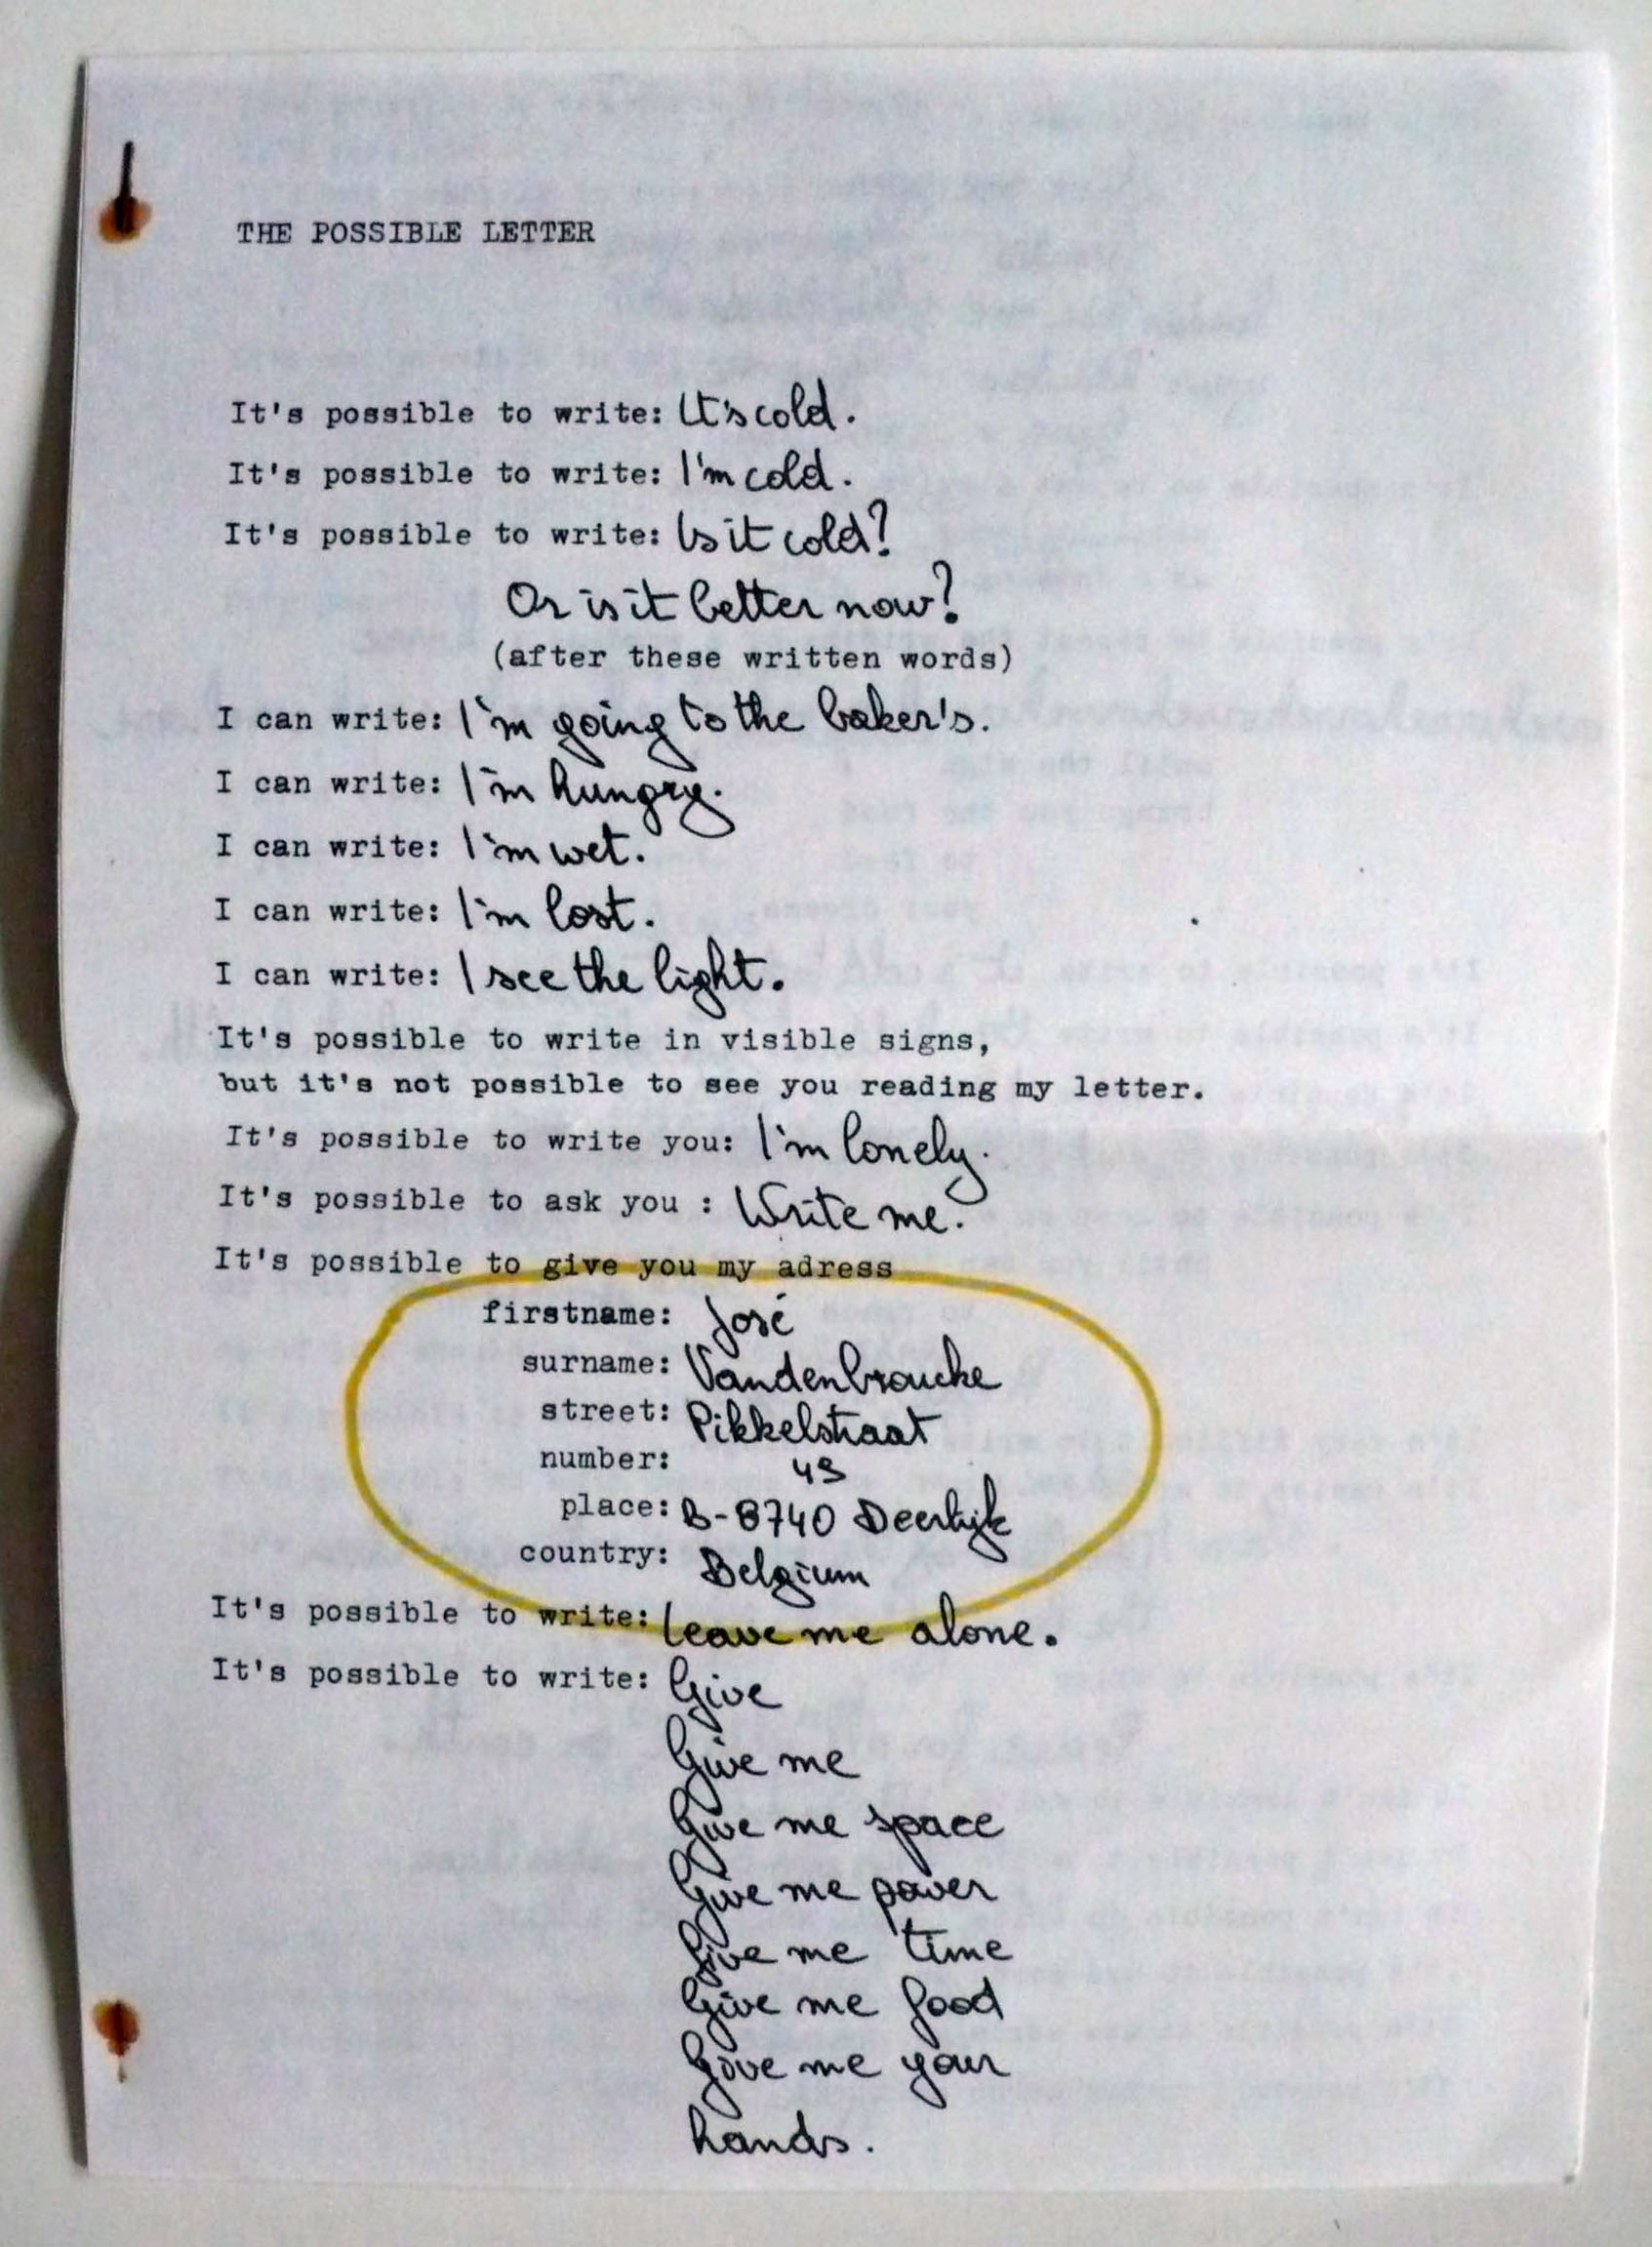 THE POSSIBLE LETTER
It's possible to write: It's cold.
It's possible to write: I'm cold.
It's possible to write: Is it cold?
Or is it better now?
(after these written words)
I can write: I'm going to the baker's.
I can write: I'm hungry.
I can write: I'm wet.
I can write: I'm lost.
I can write: I see the light.
It's possible to write in visible signs,
but it's not possible to see you reading my letter.
It's possible to write you: I'm lonely.
It's possible to ask you : Write me.
It's possible to give you my adress
firstname: José
surname: Vandenbroucke
street: Pikkelstraat
number: 49
place: B-8740 Deerlijk
country: Belgium
It's possible to write: leave me alone.
It's possible to write: Give
Give me
Give me space
Give me power
Give me time
Give me food
Give me your
hands.